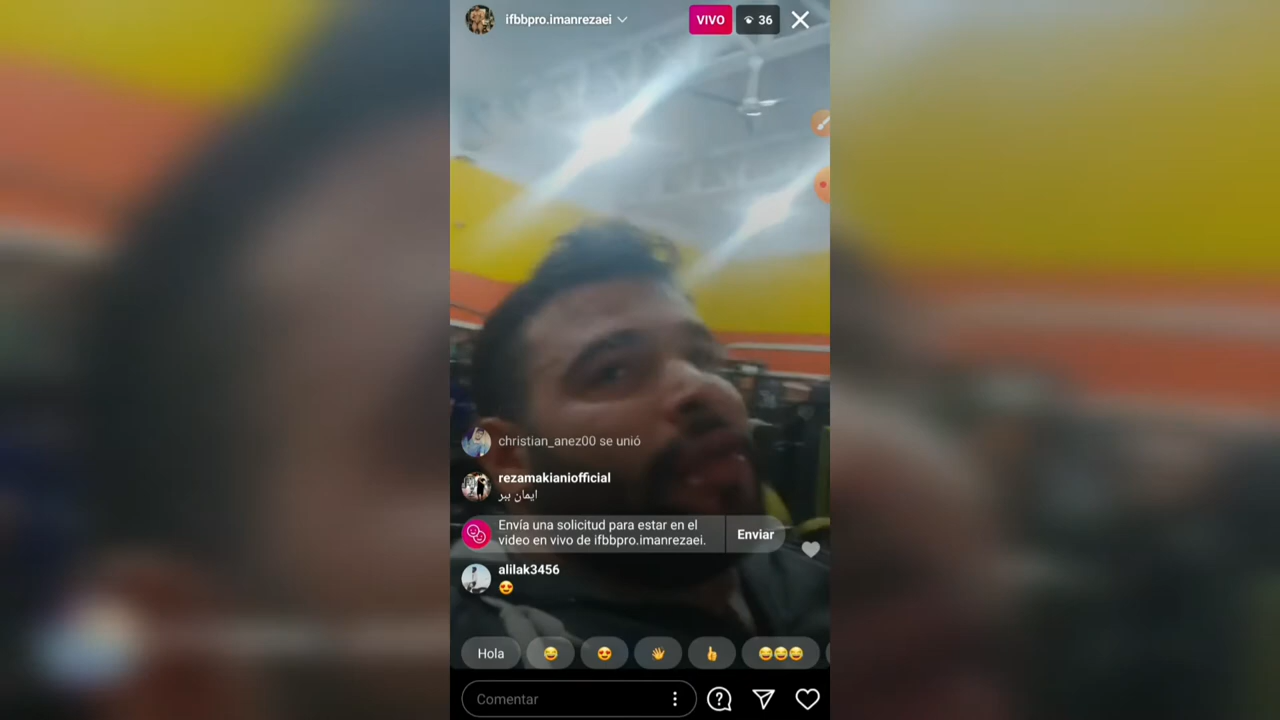 ifbbpro.imanrezaei
VIVO
36
christian_anez00 se unió
rezamakianiofficial
ایمان ببر
Envía una solicitud para estar en el
video en vivo de ifbbpro.imanrezaei.
Enviar
alilak3456
😍
Hola 😂 😍 👋 👍 😂😂😂
Comentar